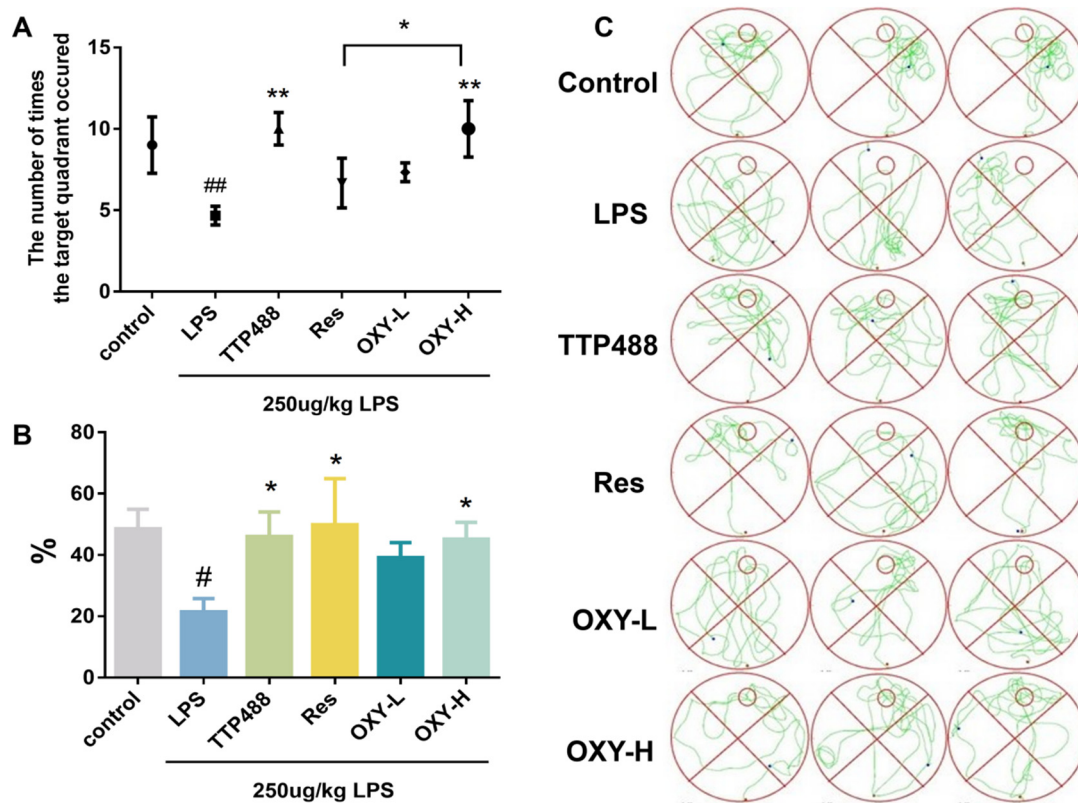 A
The number of times
the target quadrant occured
15
10
5
0
##
**
*
**
control
LPS
TTP488
Res
OXY-L
OXY-H
250ug/kg LPS
B
%
80
60
40
20
0
#
*
*
*
control
LPS
TTP488
Res
OXY-L
OXY-H
250ug/kg LPS
C
Control
LPS
TTP488
Res
OXY-L
OXY-H